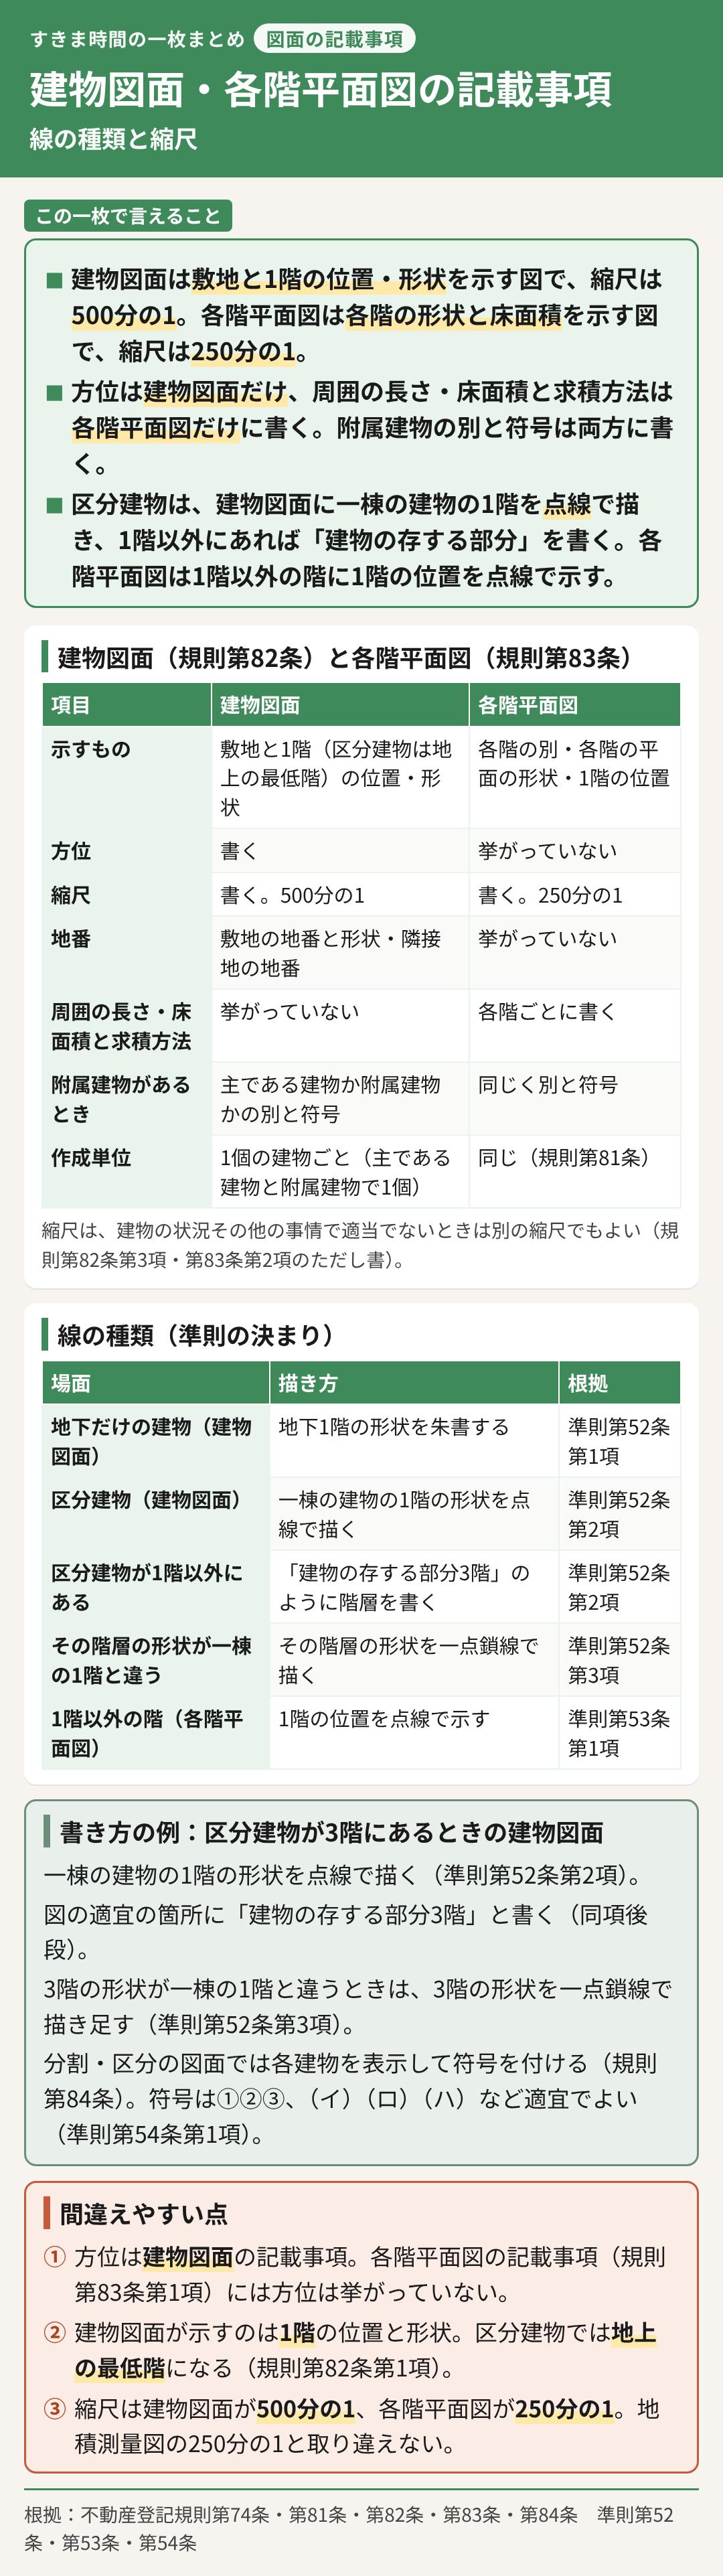 すきま時間の一枚まとめ 図面の記載事項
建物図面・各階平面図の記載事項
線の種類と縮尺
この一枚で言えること
■ 建物図面は敷地と1階の位置・形状を示す図で、縮尺は
500分の1。各階平面図は各階の形状と床面積を示す図
で、縮尺は250分の1。
■ 方位は建物図面だけ、周囲の長さ・床面積と求積方法は
各階平面図だけに書く。附属建物の別と符号は両方に書
く。
■ 区分建物は、建物図面に一棟の建物の1階を点線で描
き、1階以外にあれば「建物の存する部分」を書く。各
階平面図は1階以外の階に1階の位置を点線で示す。
建物図面（規則第82条）と各階平面図（規則第83条）
項目 建物図面 各階平面図
示すもの 敷地と1階（区分建物は地 各階の別・各階の平
上の最低階）の位置・形 面の形状・1階の位置
状
方位 書く 挙がっていない
縮尺 書く。500分の1 書く。250分の1
地番 敷地の地番と形状・隣接 挙がっていない
地の地番
周囲の長さ・床 挙がっていない 各階ごとに書く
面積と求積方法
附属建物がある 主である建物か附属建物 同じく別と符号
とき かの別と符号
作成単位 1個の建物ごと（主である 同じ（規則第81条）
建物と附属建物で1個）
縮尺は、建物の状況その他の事情で適当でないときは別の縮尺でもよい（規
則第82条第3項・第83条第2項のただし書）。
線の種類（準則の決まり）
場面 描き方 根拠
地下だけの建物（建物 地下1階の形状を朱書する 準則第52条
図面） 第1項
区分建物（建物図面） 一棟の建物の1階の形状を点 準則第52条
線で描く 第2項
区分建物が1階以外に 「建物の存する部分3階」の 準則第52条
ある ように階層を書く 第2項
その階層の形状が一棟 その階層の形状を一点鎖線で 準則第52条
の1階と違う 描く 第3項
1階以外の階（各階平 1階の位置を点線で示す 準則第53条
面図） 第1項
書き方の例：区分建物が3階にあるときの建物図面
一棟の建物の1階の形状を点線で描く（準則第52条第2項）。
図の適宜の箇所に「建物の存する部分3階」と書く（同項後
段）。
3階の形状が一棟の1階と違うときは、3階の形状を一点鎖線で
描き足す（準則第52条第3項）。
分割・区分の図面では各建物を表示して符号を付ける（規則
第84条）。符号は①②③、（イ）（ロ）（ハ）など適宜でよい
（準則第54条第1項）。
間違えやすい点
① 方位は建物図面の記載事項。各階平面図の記載事項（規則
第83条第1項）には方位は挙がっていない。
② 建物図面が示すのは1階の位置と形状。区分建物では地上
の最低階になる（規則第82条第1項）。
③ 縮尺は建物図面が500分の1、各階平面図が250分の1。地
積測量図の250分の1と取り違えない。
根拠：不動産登記規則第74条・第81条・第82条・第83条・第84条　準則第52
条・第53条・第54条